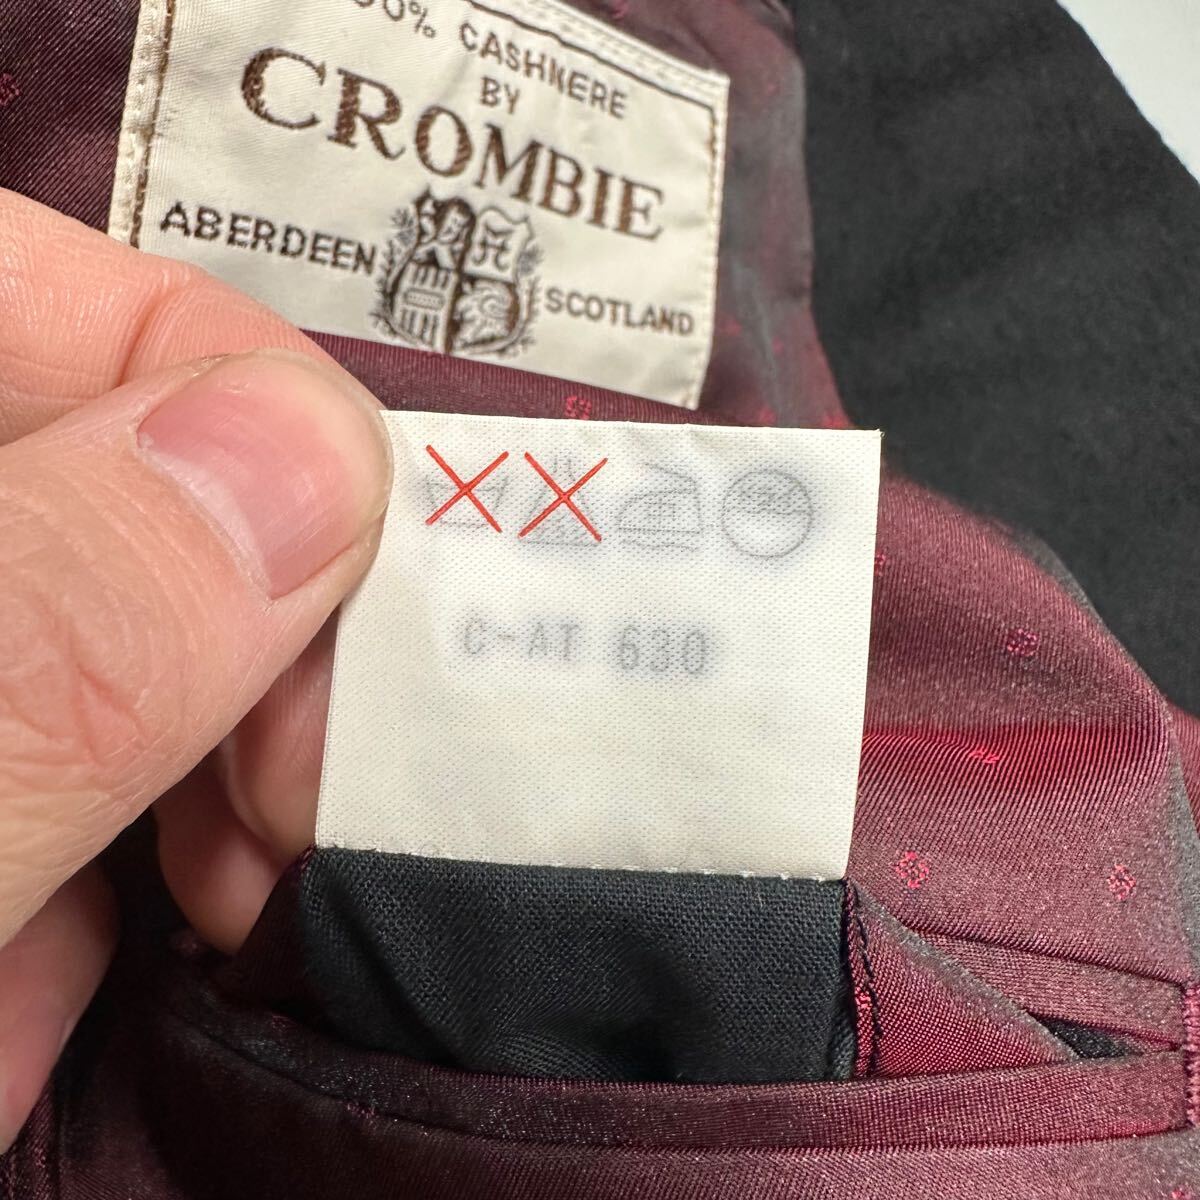 CASHMERE
BY
CROMBIE
ABERDEEN SCOTLAND
C-AT 630